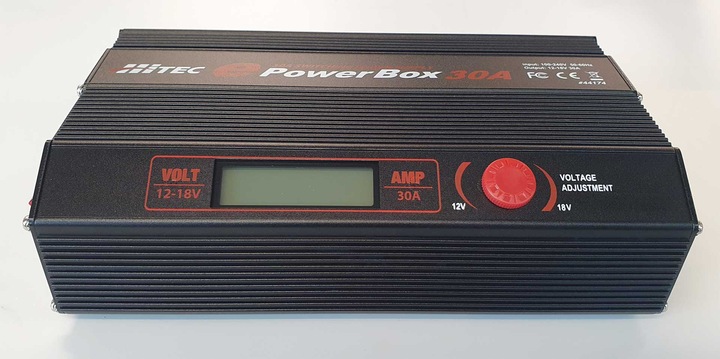 HiTEC
e PowerBox 30A
Input: 100-240V 50-60Hz
Output: 12-18V 30A
FC CE
#44174
VOLT
12-18V
AMP
30A
12V
18V
VOLTAGE
ADJUSTMENT